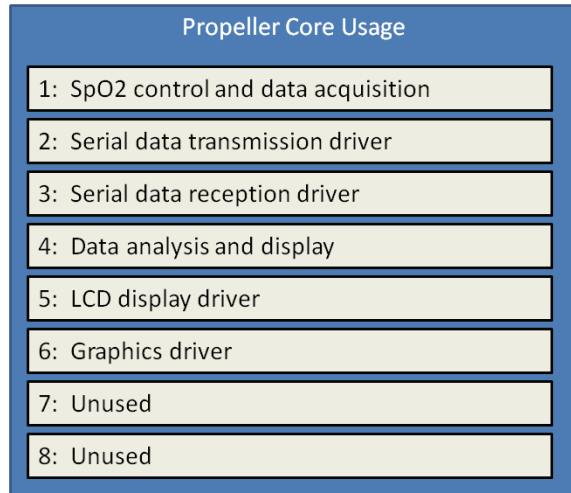 Propeller Core Usage
1: SpO2 control and data acquisition
2: Serial data transmission driver
3: Serial data reception driver
4: Data analysis and display
5: LCD display driver
6: Graphics driver
7: Unused
8: Unused